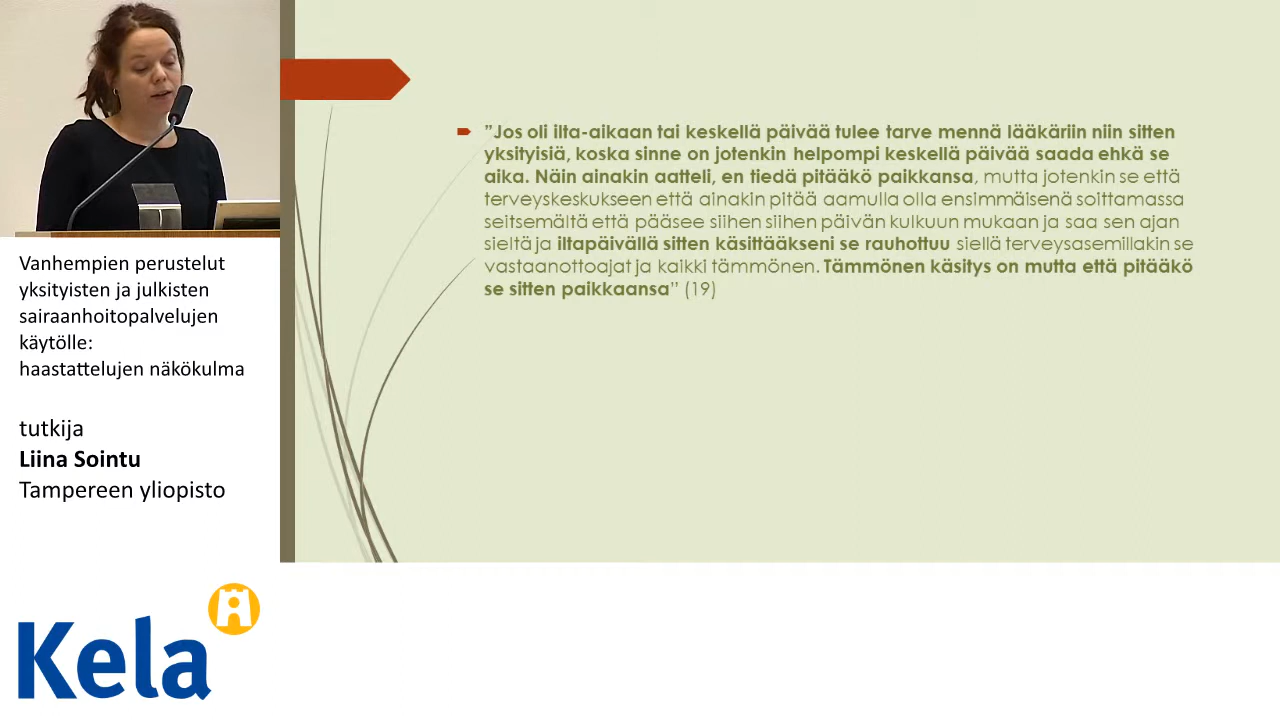 ”Jos oli ilta-aikaan tai keskellä päivää tulee tarve mennä lääkäriin niin sitten
yksityisiä, koska sinne on jotenkin helpompi keskellä päivää saada ehkä se
aika. Näin ainakin aatteli, en tiedä pitääkö paikkansa, mutta jotenkin se että
terveyskeskukseen että ainakin pitää aamulla olla ensimmäisenä soittamassa
seitsemältä että pääsee siihen siihen päivän kulkuun mukaan ja saa sen ajan
sieltä ja iltapäivällä sitten käsittääkseni se rauhottuu siellä terveysasemillakin se
vastaanottoajat ja kaikki tämmönen. Tämmönen käsitys on mutta että pitääkö
se sitten paikkaansa” (19)
Vanhempien perustelut
yksityisten ja julkisten
sairaanhoitopalvelujen
käytölle:
haastattelujen näkökulma
tutkija
Liina Sointu
Tampereen yliopisto
Kela